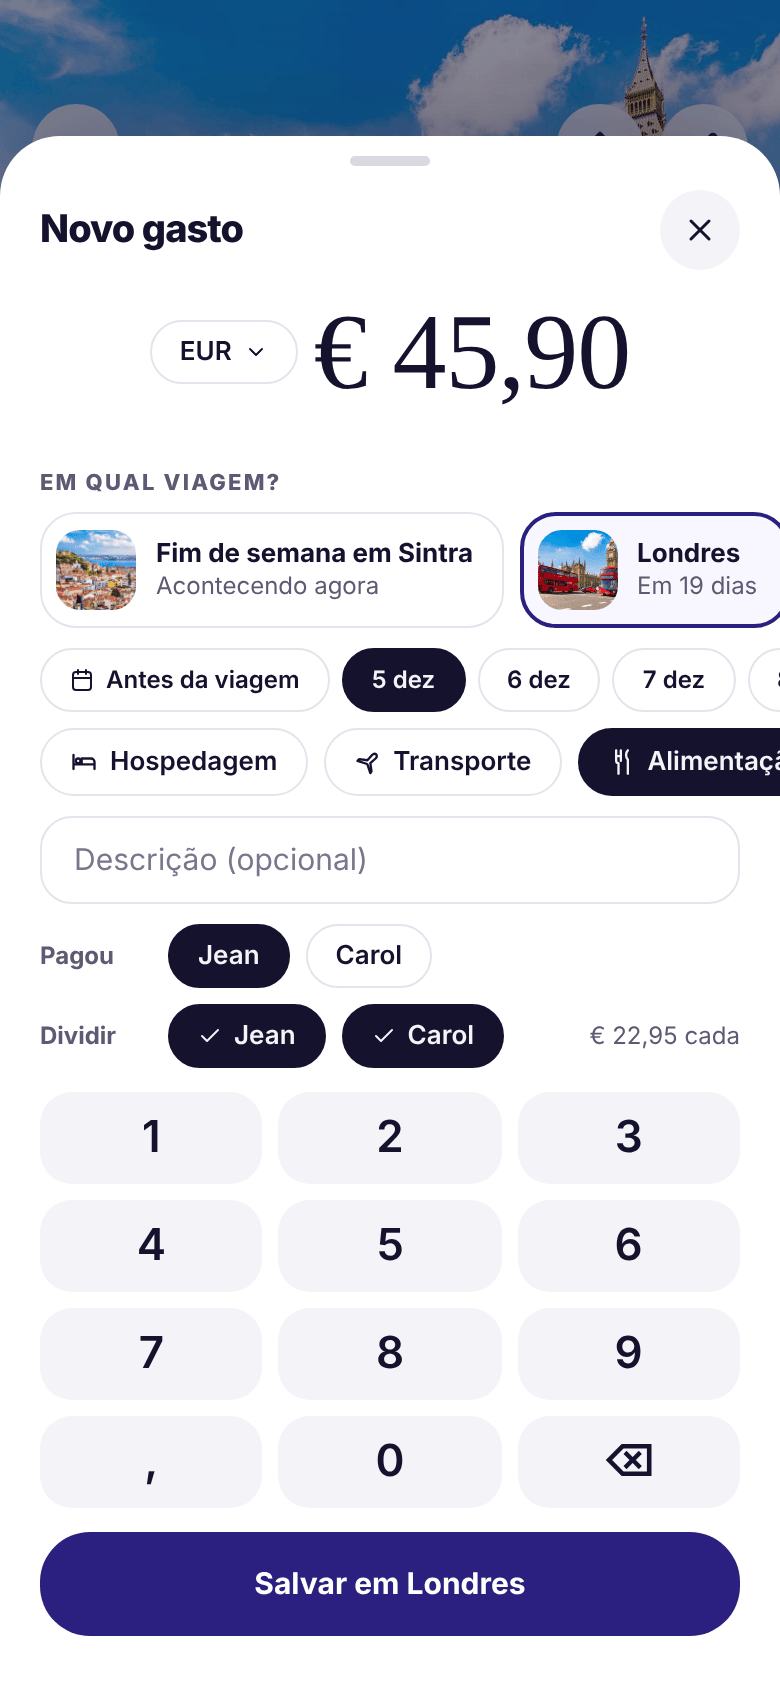 Novo gasto
EUR
€ 45,90
EM QUAL VIAGEM?
Fim de semana em Sintra
Acontecendo agora
Londres
Em 19 dias
Antes da viagem
5 dez
6 dez
7 dez
Hospedagem
Transporte
Descrição (opcional)
Pagou
Jean
Carol
Dividir
Jean
Carol
€ 22,95 cada
1
2
3
4
5
6
7
8
9
,
0
Salvar em Londres